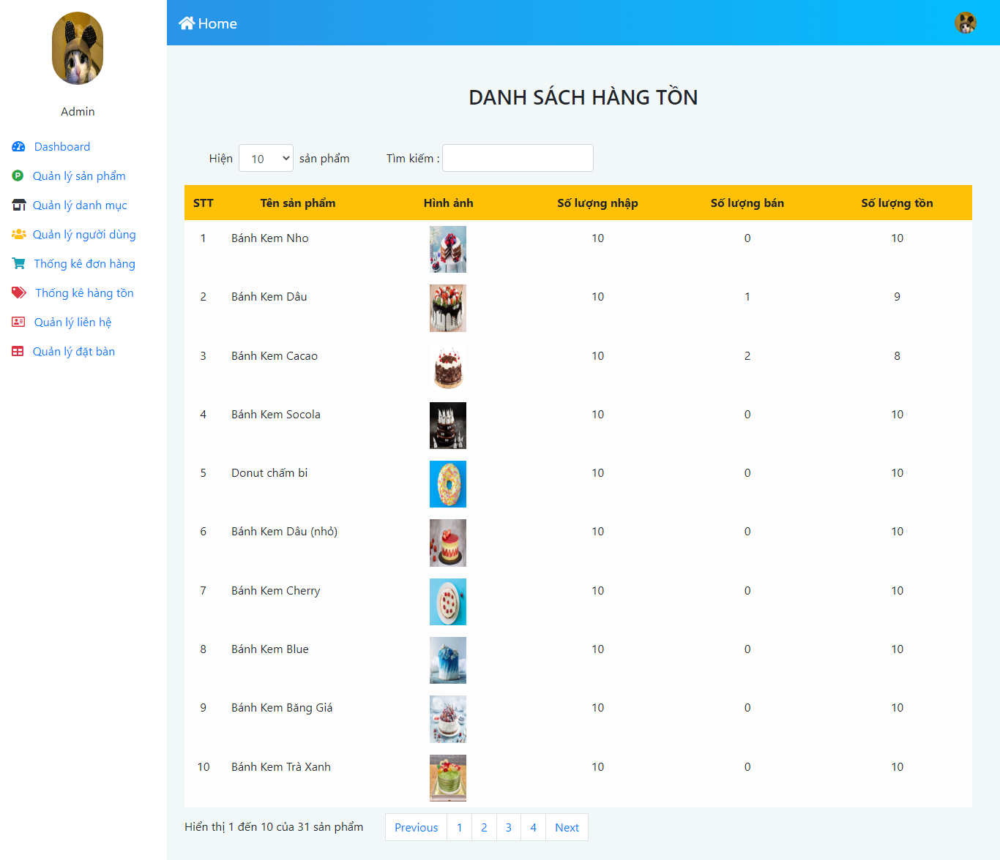 Home
Admin
Dashboard
Quản lý sản phẩm
Quản lý danh mục
Quản lý người dùng
Thống kê đơn hàng
Thống kê hàng tồn
Quản lý liên hệ
Quản lý đặt bàn
DANH SÁCH HÀNG TỒN
Hiện 10 sản phẩm Tìm kiếm :
STT Tên sản phẩm Hình ảnh Số lượng nhập Số lượng bán Số lượng tồn
1 Bánh Kem Nho 10 0 10
2 Bánh Kem Dâu 10 1 9
3 Bánh Kem Cacao 10 2 8
4 Bánh Kem Socola 10 0 10
5 Donut chấm bi 10 0 10
6 Bánh Kem Dâu (nhỏ) 10 0 10
7 Bánh Kem Cherry 10 0 10
8 Bánh Kem Blue 10 0 10
9 Bánh Kem Băng Giá 10 0 10
10 Bánh Kem Trà Xanh 10 0 10
Hiển thị 1 đến 10 của 31 sản phẩm Previous 1 2 3 4 Next